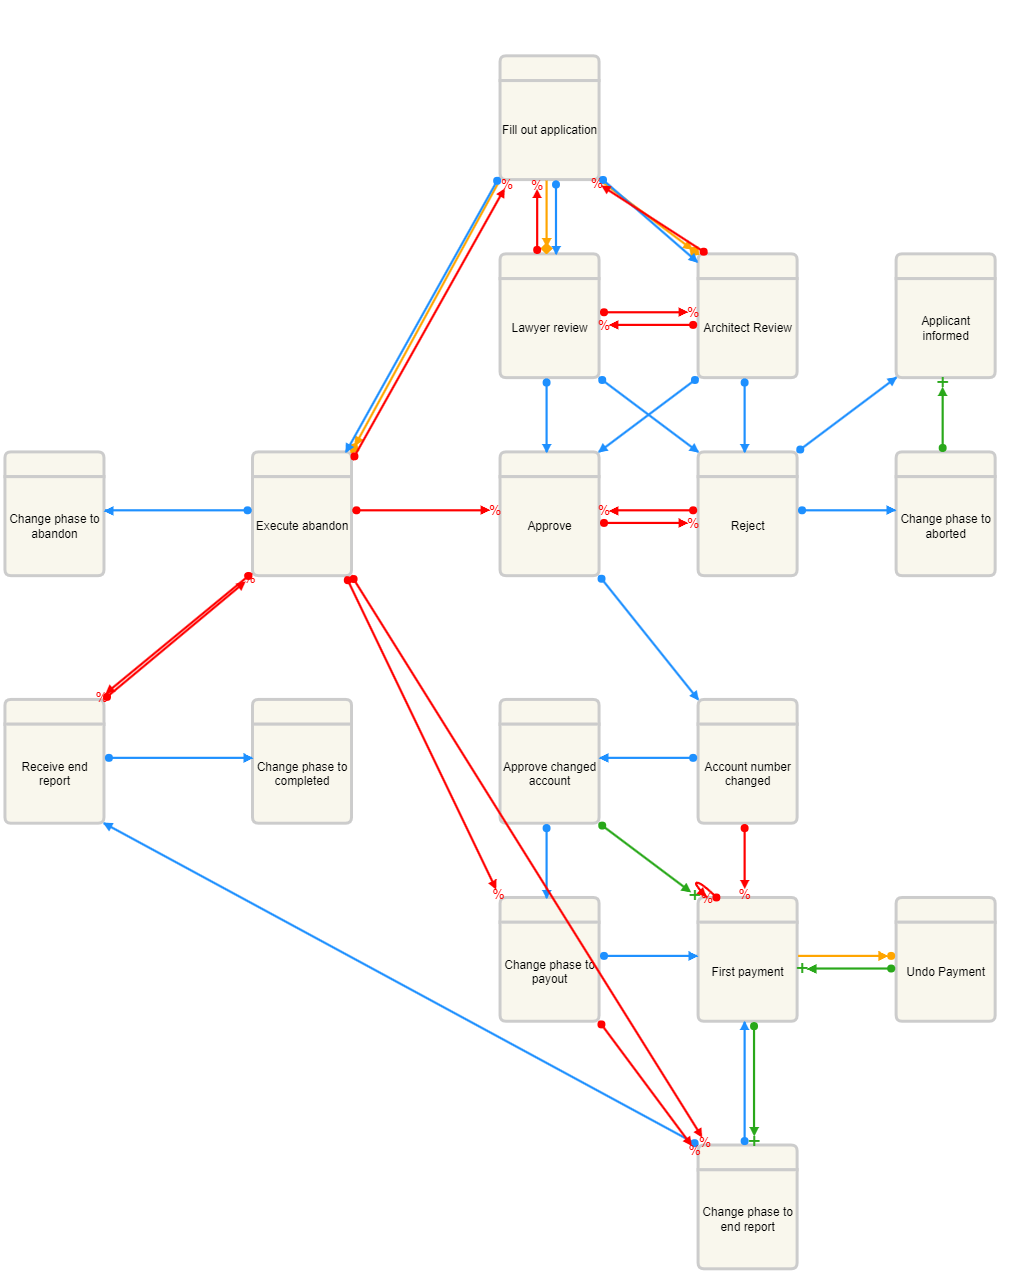 Fill out application
%
%
%
Lawyer review
%
%
Architect Review
Applicant
informed
+
Change phase to
abandon
Execute abandon
%
Approve
%
%
Reject
Change phase to
aborted
%
%
Receive end
report
Change phase to
completed
Approve changed
account
Account number
changed
%
+
%
%
Change phase to
payout
First payment
+
Undo Payment
+
%
%
Change phase to
end report